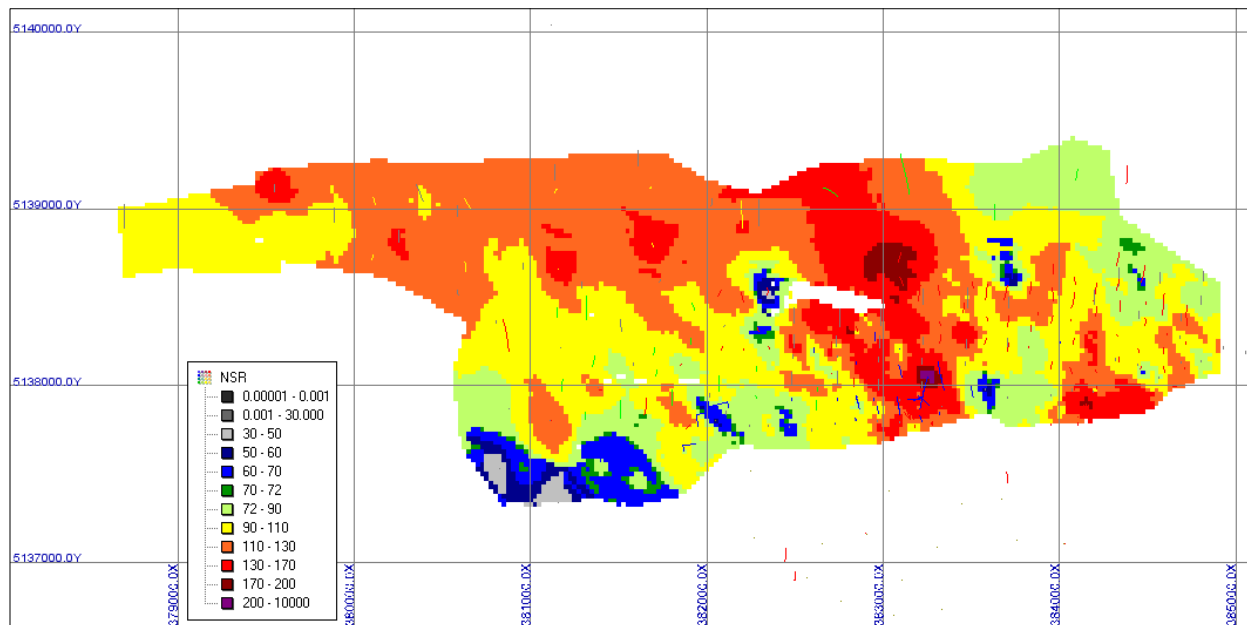 5140000.0Y
5139000.0Y
5138000.0Y
NSR
0.00001 - 0.001
0.001 - 30.000
30 - 50
50 - 60
60 - 70
70 - 72
72 - 90
90 - 110
110 - 130
130 - 170
170 - 200
200 - 10000
5137000.0Y
379000.0X
380000.0X
381000.0X
382000.0X
383000.0X
384000.0X
385000.0X